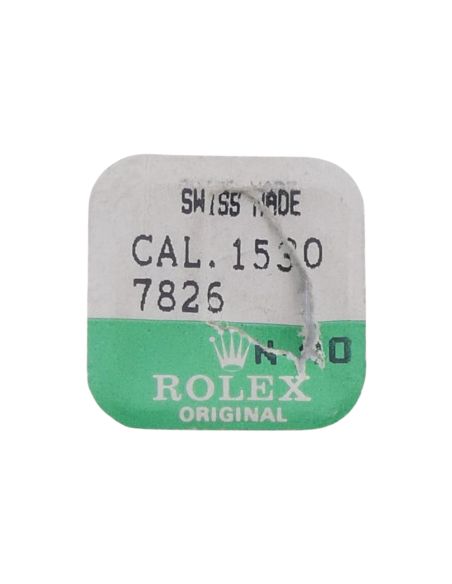 SWISS MADE
CAL. 1530
7826
ROLEX
ORIGINAL